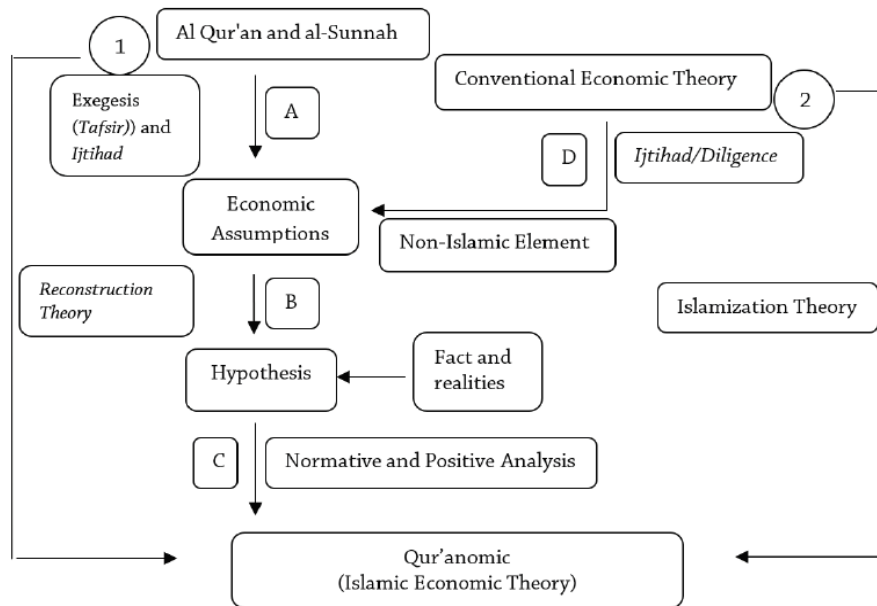 1
Al Qur'an and al-Sunnah
Conventional Economic Theory
2
Exegesis
(Tafsir)) and
Ijtihad
A
D
Ijtihad/Diligence
Economic
Assumptions
Non-Islamic Element
Reconstruction
Theory
B
Islamization Theory
Hypothesis
Fact and
realities
C
Normative and Positive Analysis
Qur’anomic
(Islamic Economic Theory)